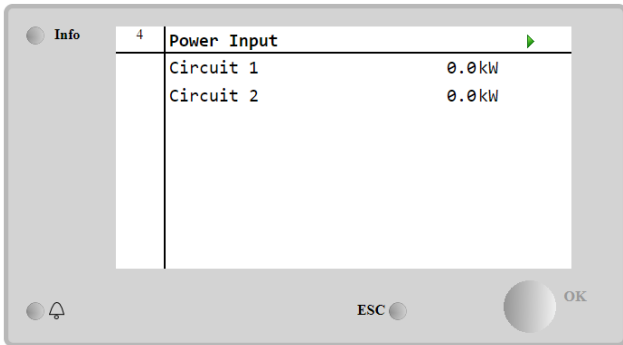 Info
4 Power Input
Circuit 1 0.0kW
Circuit 2 0.0kW
ESC
OK